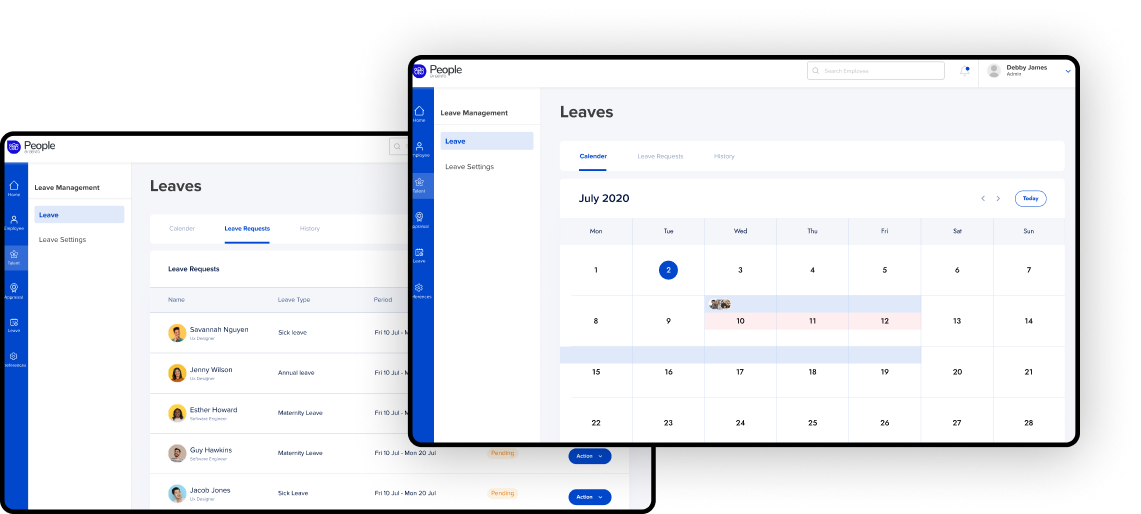 People
Search Employee
Debby James
Admin
Home
Leave Management
Leave
Leave Settings
Talent
Leaves
Calender
Leave Requests
History
July 2020
Today
Mon Tue Wed Thu Fri Sat Sun
1 2 3 4 5 6 7
8 9 10 11 12 13 14
15 16 17 18 19 20 21
22 23 24 25 26 27 28
People
Home
Employee
Talent
Appraisal
Leave
Leave Management
Leave
Leave Settings
Leaves
Calender
Leave Requests
History
Leave Requests
Name Leave Type Period
Savannah Nguyen Sick leave Fri 10 Jul - M
Ux Designer
Jenny Wilson Annual leave Fri 10 Jul - M
Ux Designer
Esther Howard Maternity Leave Fri 10 Jul - M
Software Engineer
Guy Hawkins Maternity Leave Fri 10 Jul - Mon 20 Jul Pending Action
Software Engineer
Jacob Jones Sick Leave Fri 10 Jul - Mon 20 Jul Pending Action
Ux Designer